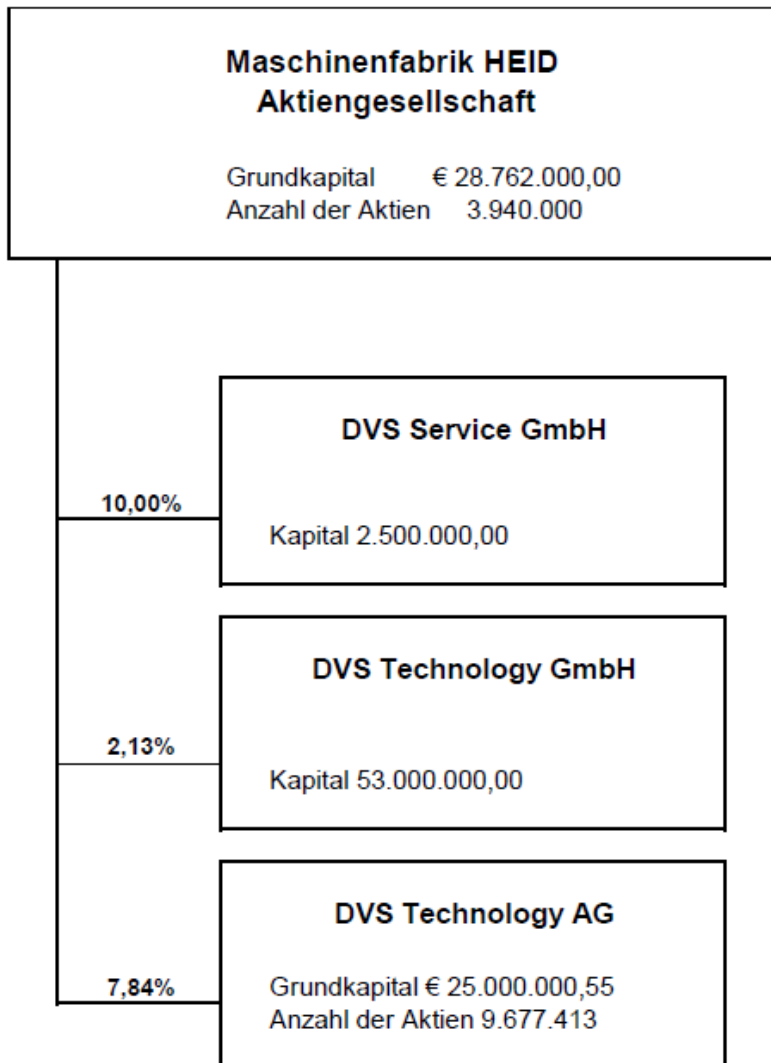 Maschinenfabrik HEID
Aktiengesellschaft
Grundkapital € 28.762.000,00
Anzahl der Aktien 3.940.000
DVS Service GmbH
10,00%
Kapital 2.500.000,00
DVS Technology GmbH
2,13%
Kapital 53.000.000,00
DVS Technology AG
7,84%
Grundkapital € 25.000.000,55
Anzahl der Aktien 9.677.413